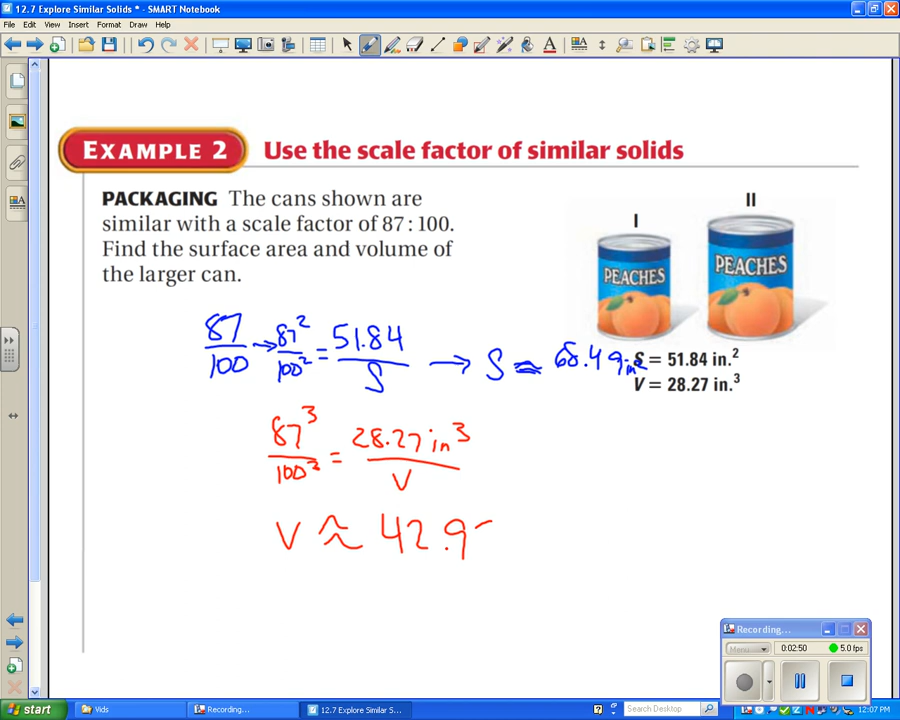 12.7 Explore Similar Solids * - SMART Notebook
File Edit View Insert Format Tools Draw Help
EXAMPLE 2 Use the scale factor of similar solids
PACKAGING The cans shown are
similar with a scale factor of 87 : 100.
Find the surface area and volume of
the larger can.
I
II
PEACHES
PEACHES
S = 51.84 in.²
V = 28.27 in.³
87/100 → 87²/100² = 51.84/S → S ≈ 68.49 in²
87³/100³ = 28.27 in³/V
V ≈ 42.9
Recording...
Menu 0:02:50 5.0 fps
start Vids Recording... 12.7 Explore Similar S... Search Desktop 12:07 PM